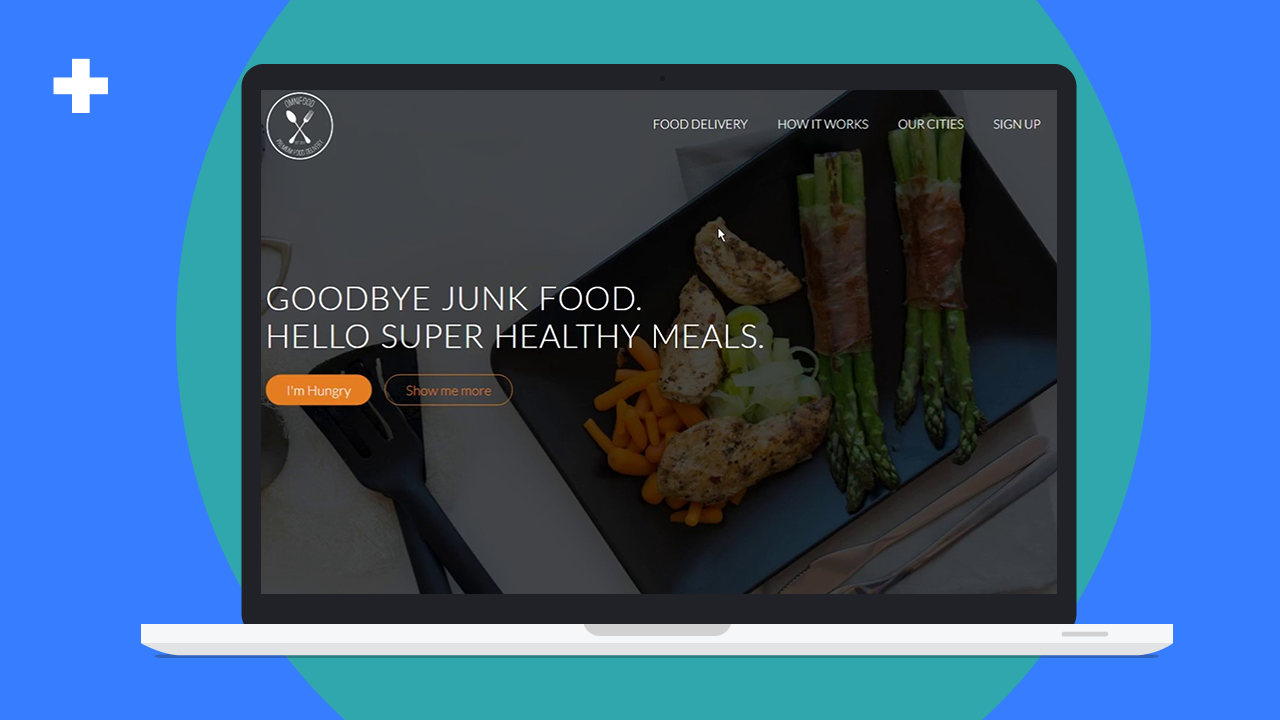 OMNIFOOD
PREMIUM FOOD DELIVERY
FOOD DELIVERY
HOW IT WORKS
OUR CITIES
SIGN UP
GOODBYE JUNK FOOD.
HELLO SUPER HEALTHY MEALS.
I'm Hungry
Show me more